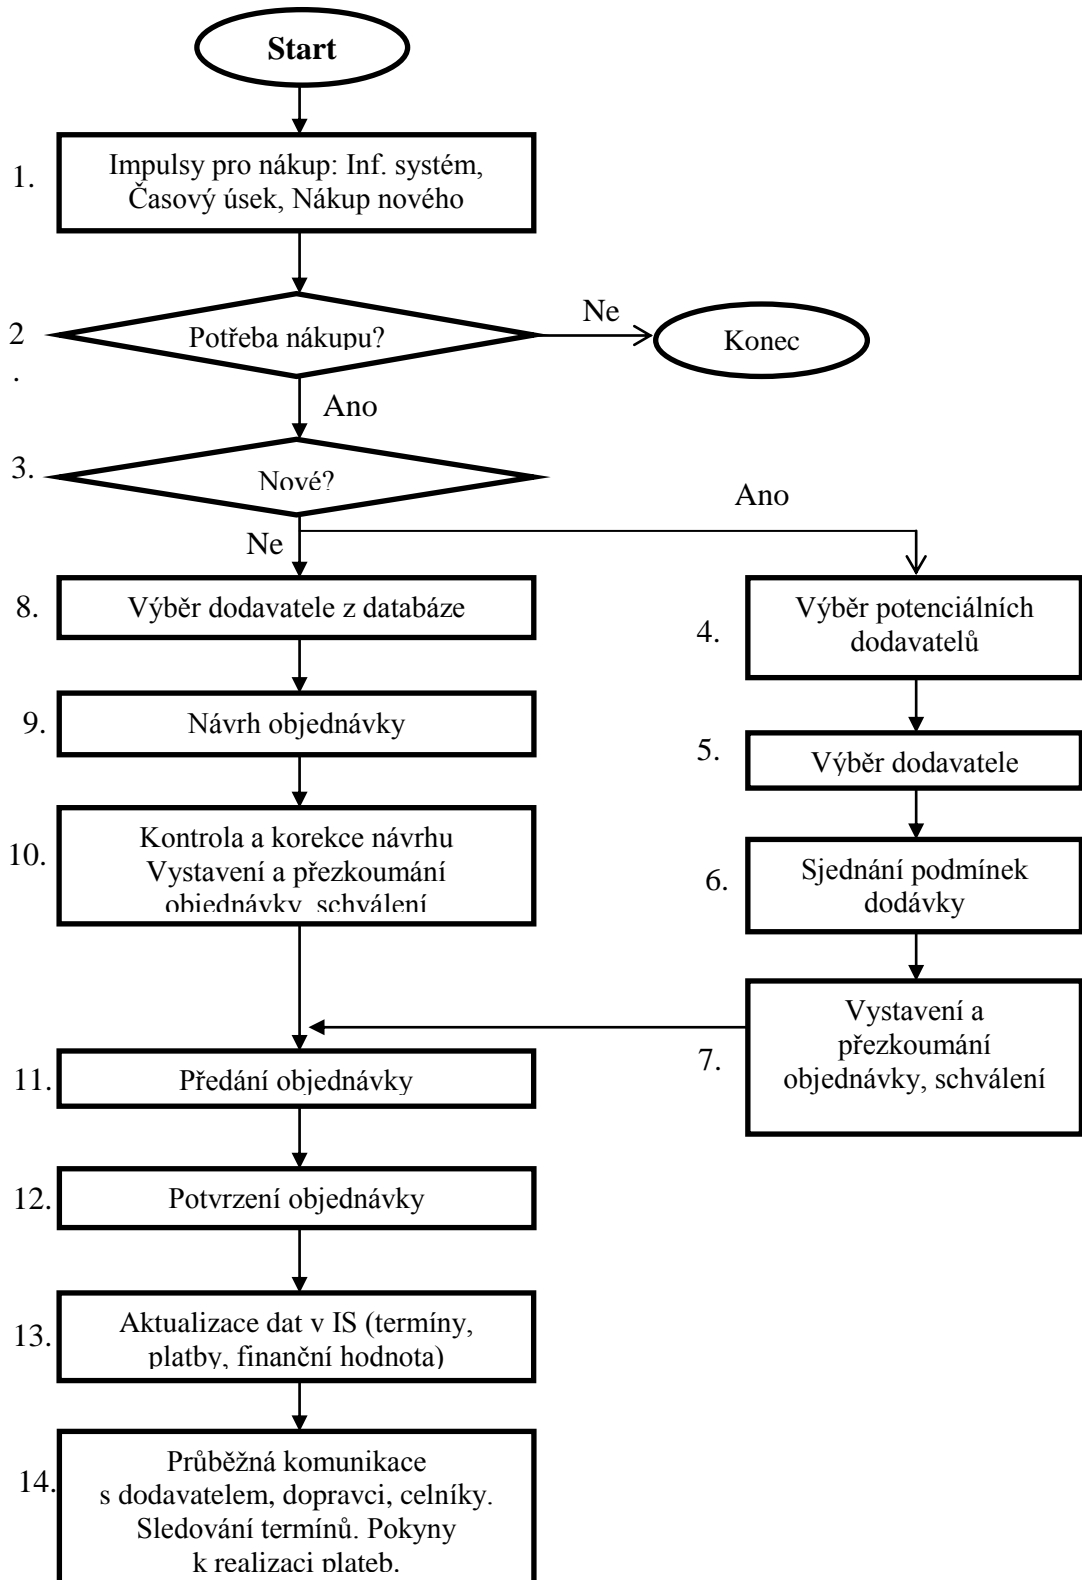 Start
1.
Impulsy pro nákup: Inf. systém,
Časový úsek, Nákup nového
2
.
Potřeba nákupu?
Ne
Konec
Ano
3.
Nové?
Ano
Ne
8.
Výběr dodavatele z databáze
4.
Výběr potenciálních
dodavatelů
9.
Návrh objednávky
5.
Výběr dodavatele
10.
Kontrola a korekce návrhu
Vystavení a přezkoumání
objednávky, schválení
6.
Sjednání podmínek
dodávky
7.
Vystavení a
přezkoumání
objednávky, schválení
11.
Předání objednávky
12.
Potvrzení objednávky
13.
Aktualizace dat v IS (termíny,
platby, finanční hodnota)
14.
Průběžná komunikace
s dodavatelem, dopravci, celníky.
Sledování termínů. Pokyny
k realizaci plateb.